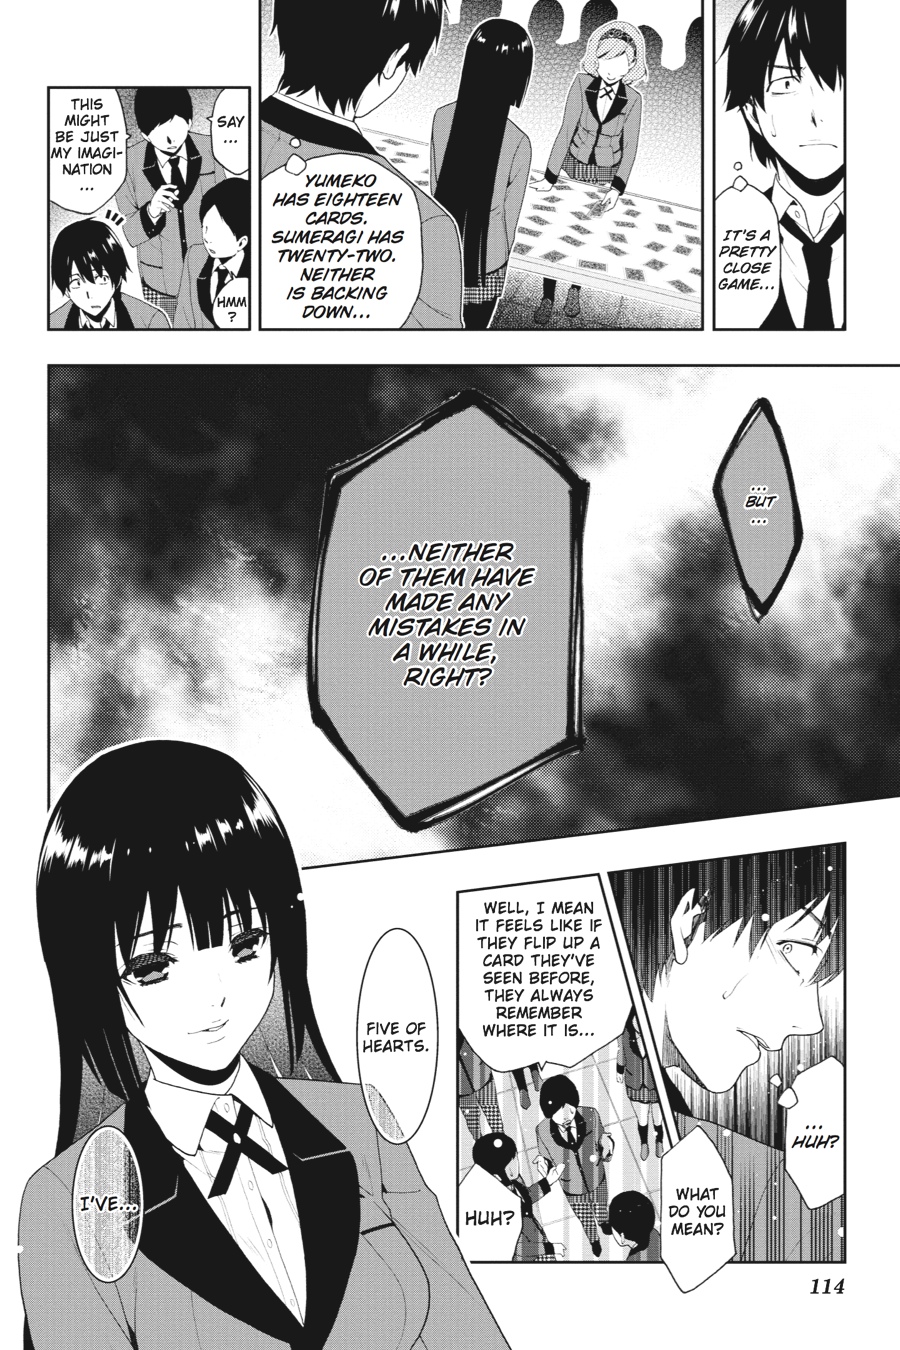 IT'S A
PRETTY
CLOSE
GAME...
YUMEKO
HAS EIGHTEEN
CARDS.
SUMERAGI HAS
TWENTY-TWO.
NEITHER
IS BACKING
DOWN...
SAY
...
THIS
MIGHT
BE JUST
MY IMAGI-
NATION
...
HMM
?
...
BUT
...
...NEITHER
OF THEM HAVE
MADE ANY
MISTAKES IN
A WHILE,
RIGHT?
...
HUH?
WHAT
DO YOU
MEAN?
WELL, I MEAN
IT FEELS LIKE IF
THEY FLIP UP A
CARD THEY'VE
SEEN BEFORE,
THEY ALWAYS
REMEMBER
WHERE IT IS...
HUH?
FIVE OF
HEARTS.
I'VE...
114